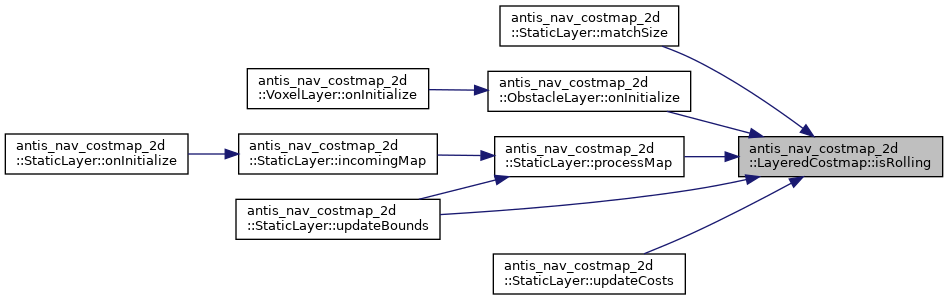 antis_nav_costmap_2d
::StaticLayer::matchSize
antis_nav_costmap_2d
::VoxelLayer::onInitialize
antis_nav_costmap_2d
::ObstacleLayer::onInitialize
antis_nav_costmap_2d
::StaticLayer::onInitialize
antis_nav_costmap_2d
::StaticLayer::incomingMap
antis_nav_costmap_2d
::StaticLayer::processMap
antis_nav_costmap_2d
::LayeredCostmap::isRolling
antis_nav_costmap_2d
::StaticLayer::updateBounds
antis_nav_costmap_2d
::StaticLayer::updateCosts